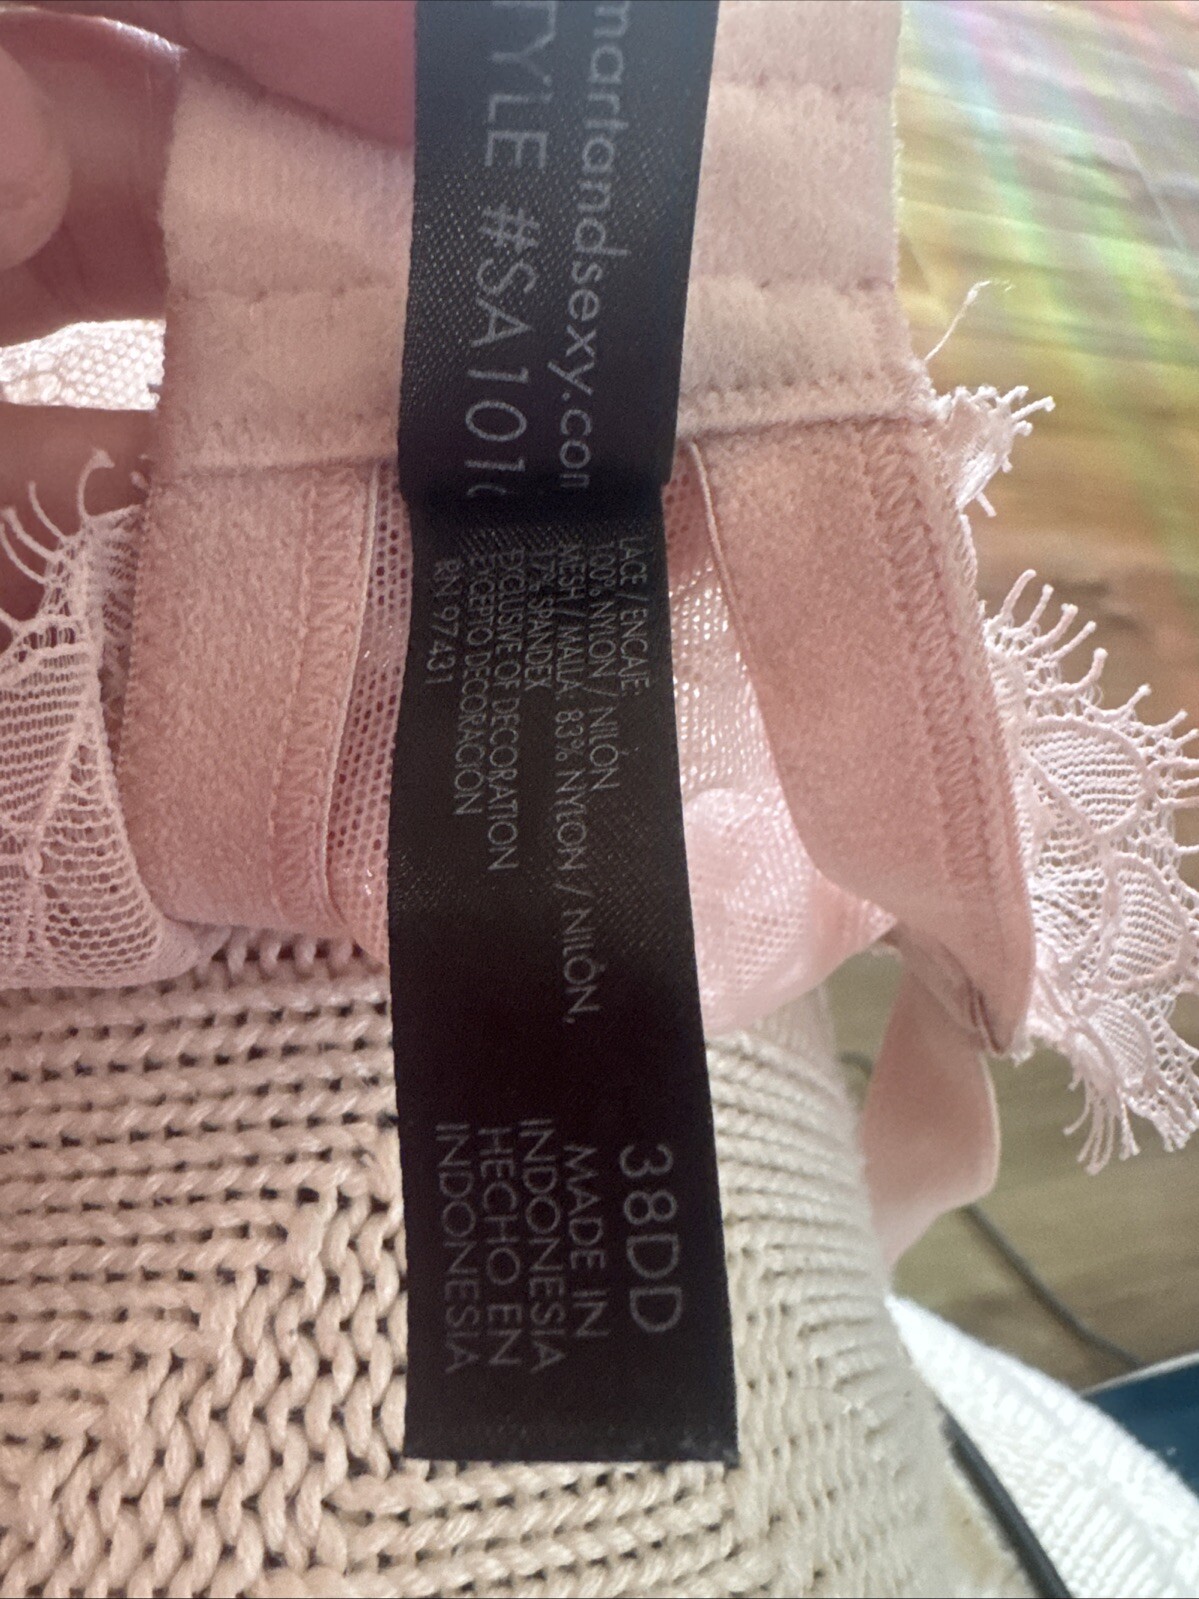 martandsexy.con
TYLE #SA101
LACE / ENCAJE:
100% NYLON / NILÓN
MESH / MALLA: 83% NYLON / NILÓN,
17% SPANDEX
EXCLUSIVE OF DECORATION
EXCEPTO DECORACIÓN
RN 97431
38DD
MADE IN
INDONESIA
HECHO EN
INDONESIA